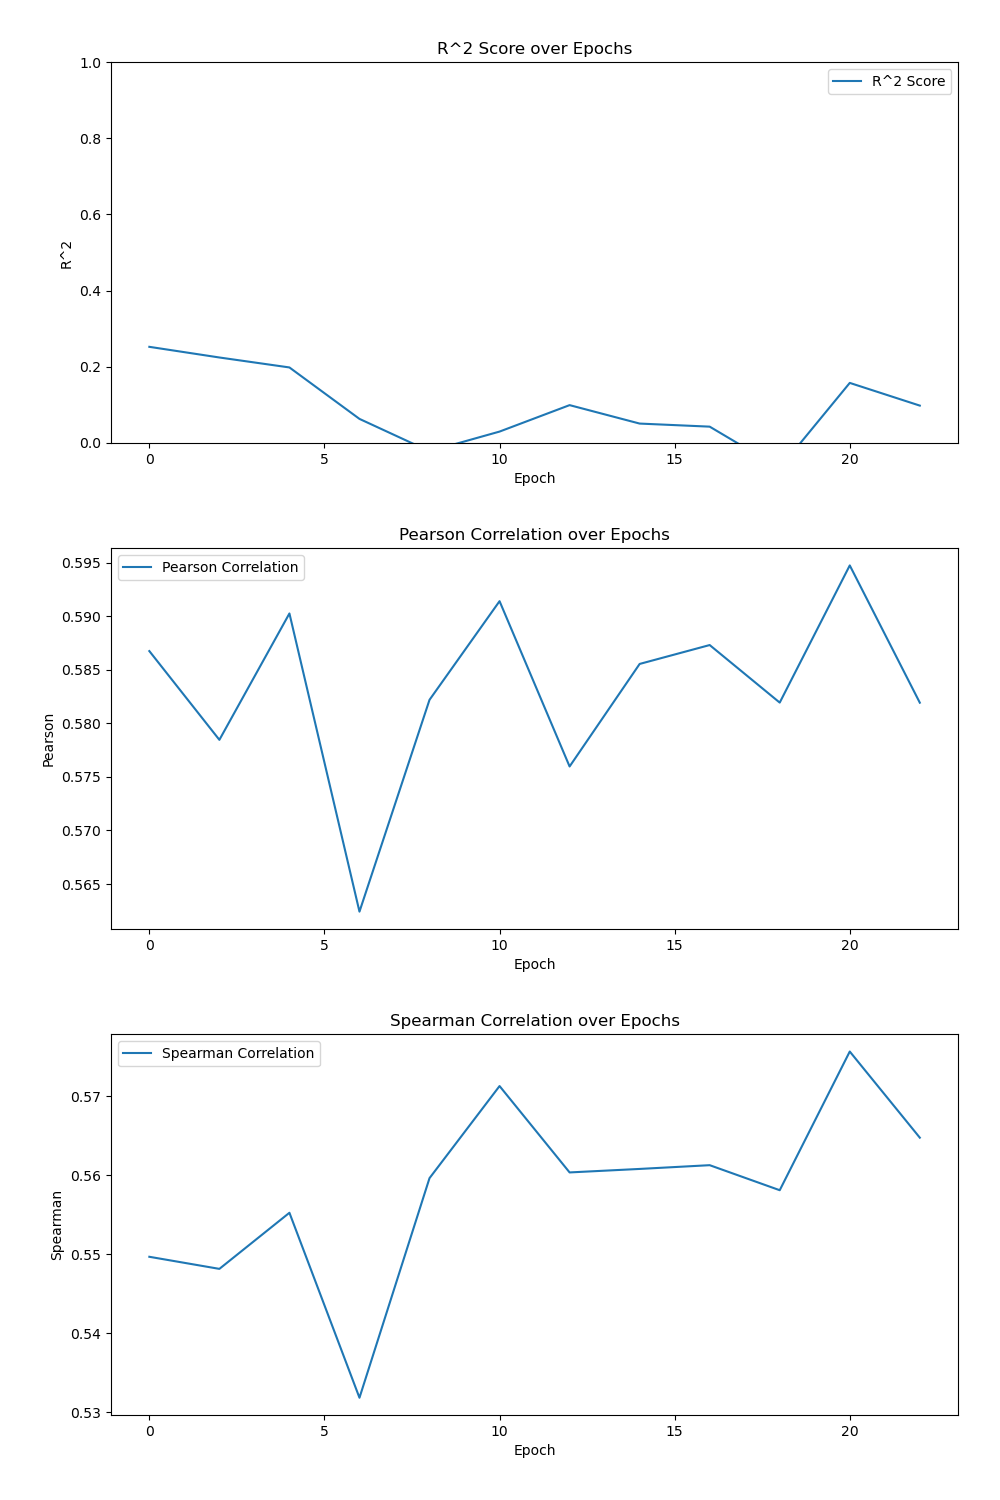 R^2 Score over Epochs
R^2 Score
1.0
0.8
0.6
0.4
0.2
0.0
R^2
0 5 10 15 20
Epoch
Pearson Correlation over Epochs
Pearson Correlation
0.595
0.590
0.585
0.580
0.575
0.570
0.565
Pearson
0 5 10 15 20
Epoch
Spearman Correlation over Epochs
Spearman Correlation
0.57
0.56
0.55
0.54
0.53
Spearman
0 5 10 15 20
Epoch